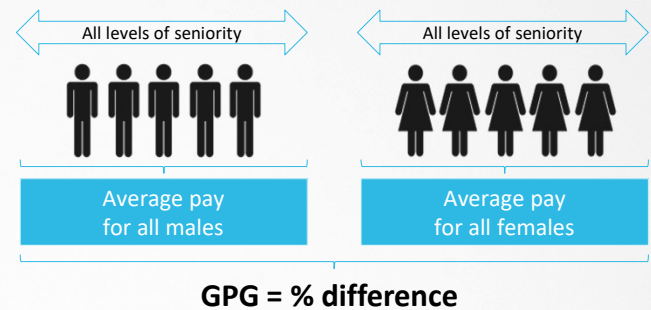 All levels of seniority
All levels of seniority
Average pay
for all males
Average pay
for all females
GPG = % difference